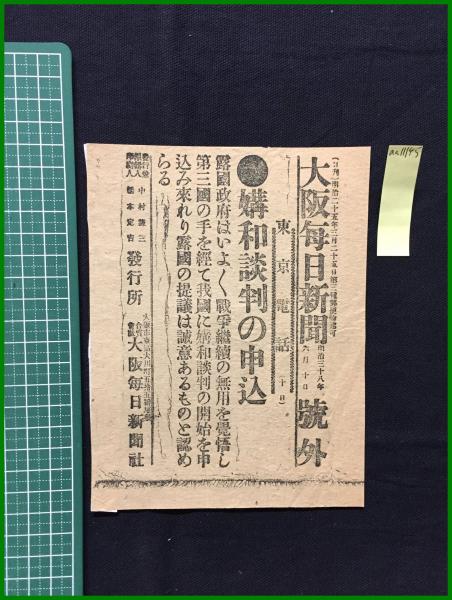 大阪毎日新聞 明治三十八年六月十日 號外
東京電話(十日)
●媾和談判の申込
露國政府はいよく戰爭繼續の無用を覺悟し
第三國の手を經て我國に媾和談判の開始を申
込み來れり露國の提議は誠意あるものと認め
らる
發行所
大阪毎日新聞社